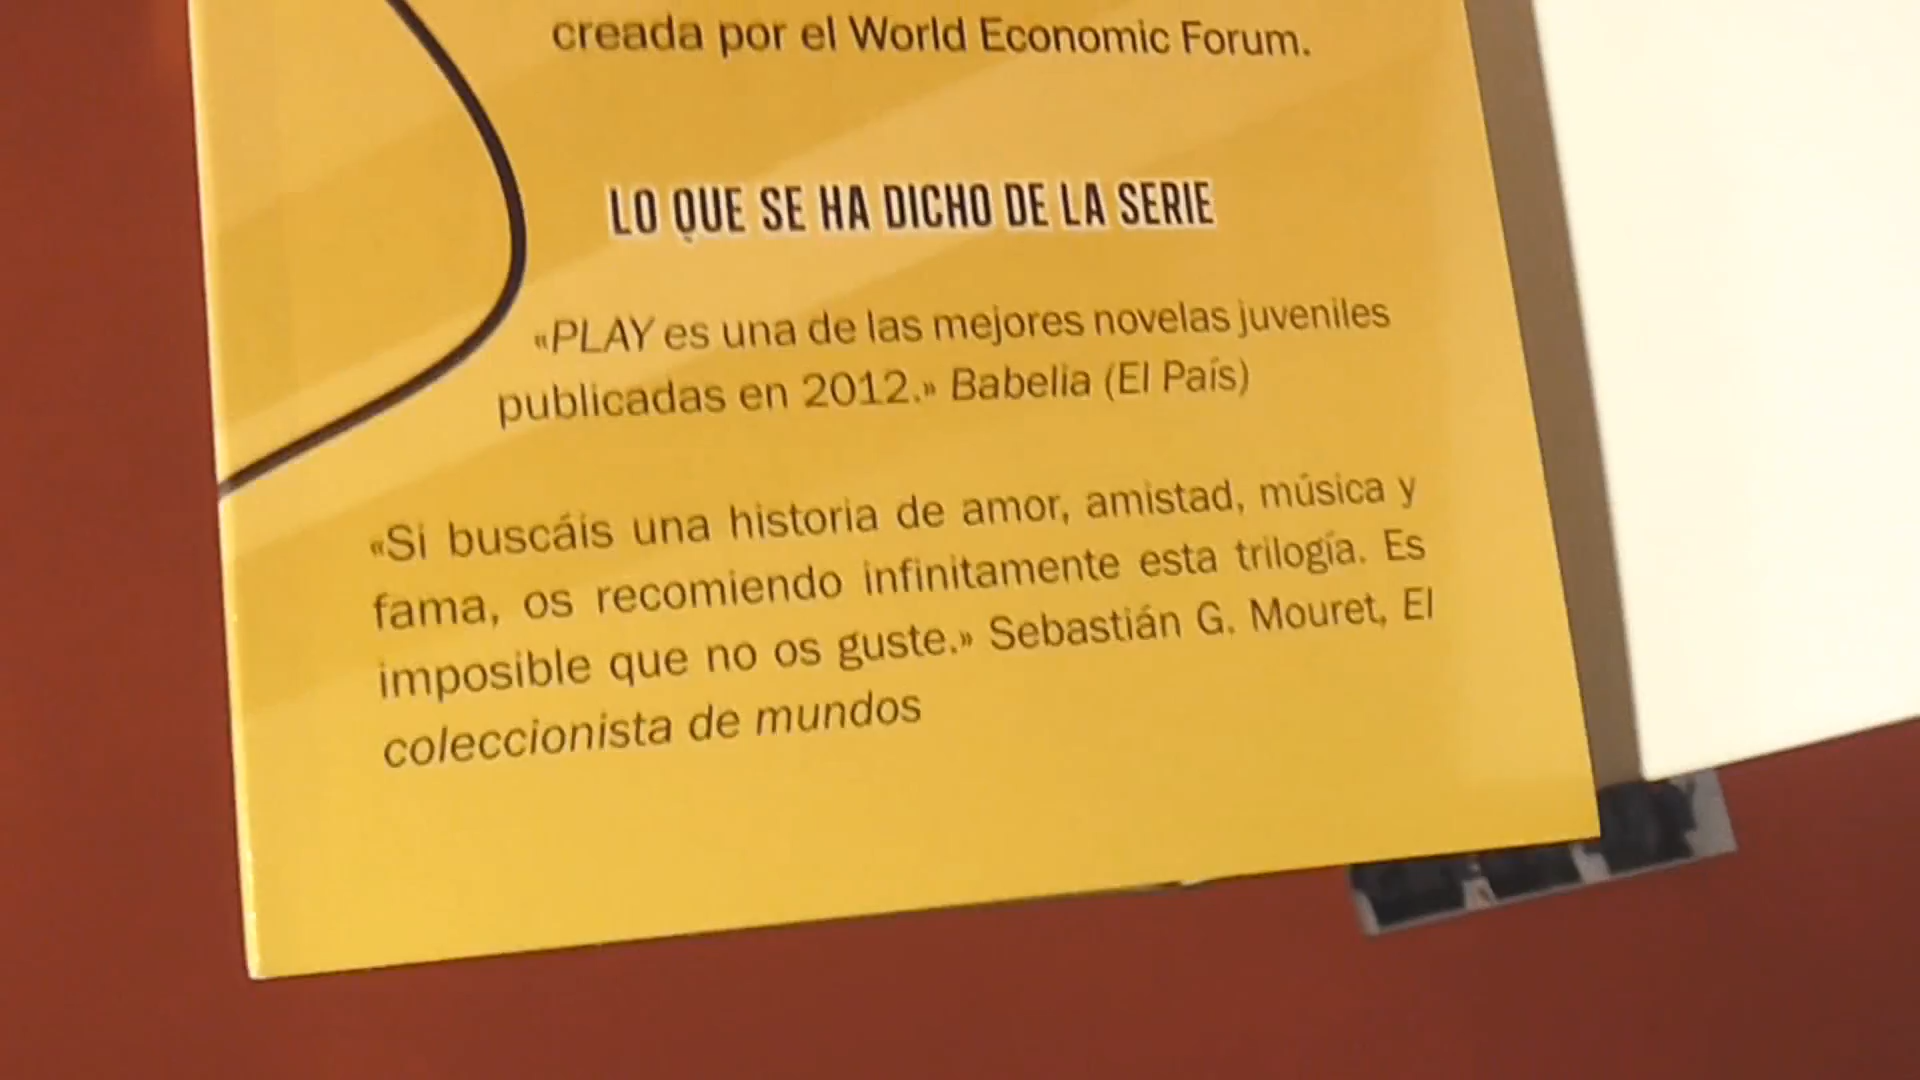 creada por el World Economic Forum.
LO QUE SE HA DICHO DE LA SERIE
«PLAY es una de las mejores novelas juveniles
publicadas en 2012.» Babelia (El País)
«Si buscáis una historia de amor, amistad, música y
fama, os recomiendo infinitamente esta trilogía. Es
imposible que no os guste.» Sebastián G. Mouret, El
coleccionista de mundos